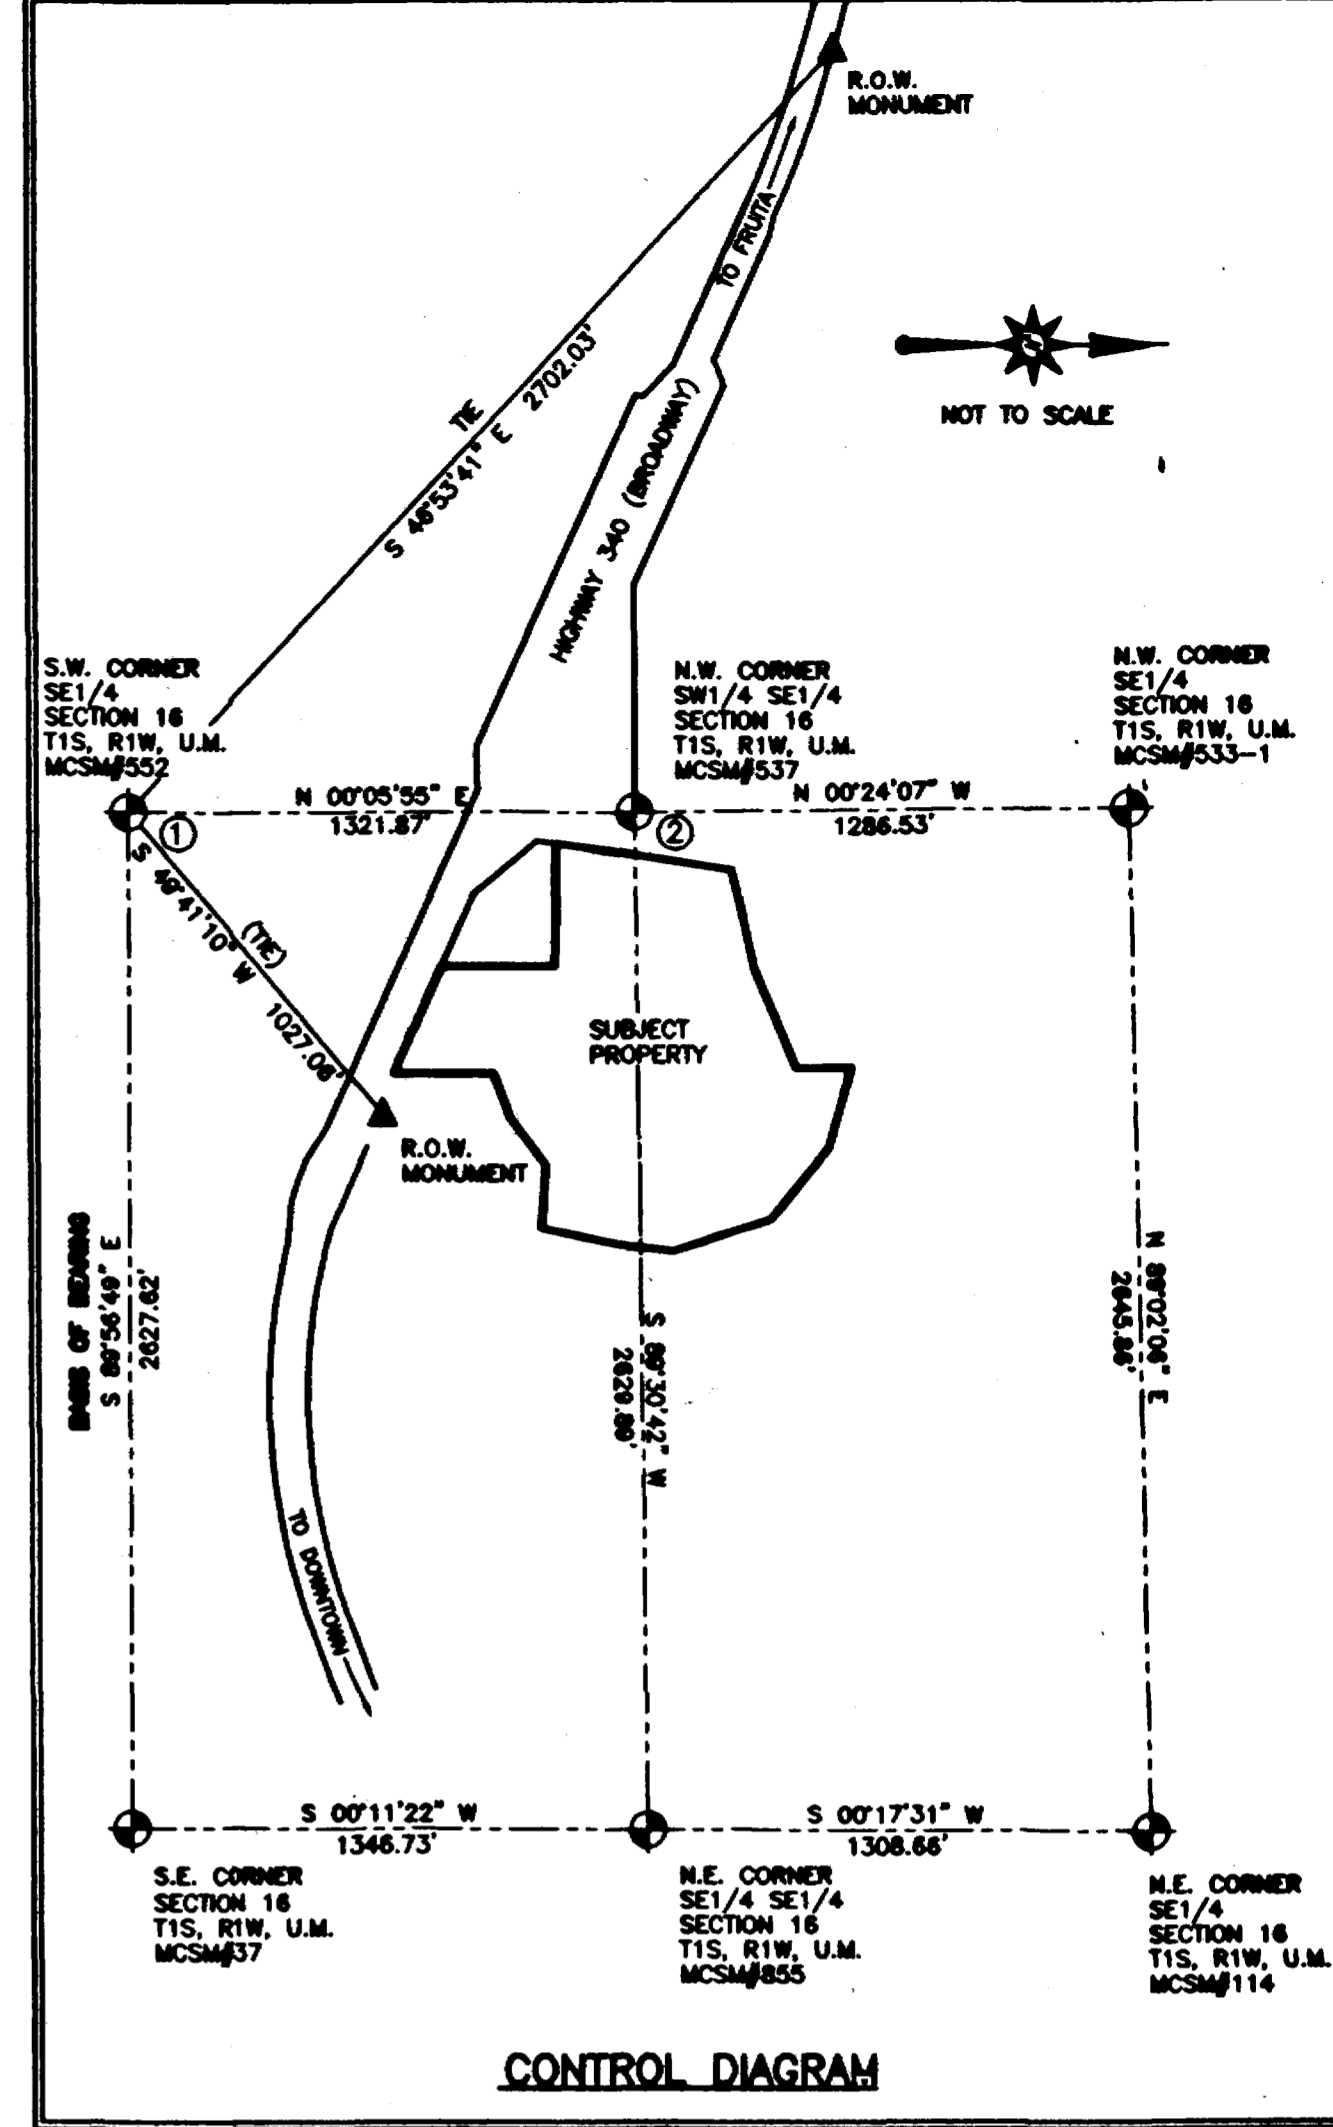 R.O.W.
MONUMENT
TO FRUITA
NOT TO SCALE
TIE
S 46°53'41" E 2702.03'
HIGHWAY 340 (BROADWAY)
S.W. CORNER
SE1/4
SECTION 16
T1S, R1W, U.M.
MCSM#552
N.W. CORNER
SW1/4 SE1/4
SECTION 16
T1S, R1W, U.M.
MCSM#537
N.W. CORNER
SE1/4
SECTION 16
T1S, R1W, U.M.
MCSM#533-1
N 00°05'55" E
1321.87'
N 00°24'07" W
1286.53'
1
2
S 49°41'10" W 1027.06'
(TIE)
SUBJECT
PROPERTY
R.O.W.
MONUMENT
BASIS OF BEARING
S 89°56'49" E
2627.62'
S 89°30'42" W
2629.89'
N 89°02'06" E
2645.86'
TO DOWNTOWN
S 00°11'22" W
1346.73'
S 00°17'31" W
1308.66'
S.E. CORNER
SECTION 16
T1S, R1W, U.M.
MCSM#37
N.E. CORNER
SE1/4 SE1/4
SECTION 16
T1S, R1W, U.M.
MCSM#855
N.E. CORNER
SE1/4
SECTION 16
T1S, R1W, U.M.
MCSM#114
CONTROL DIAGRAM